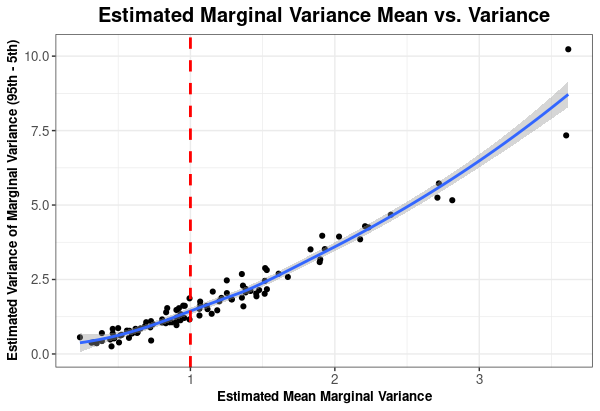 Estimated Marginal Variance Mean vs. Variance
Estimated Variance of Marginal Variance (95th - 5th)
10.0
7.5
5.0
2.5
0.0
1
2
3
Estimated Mean Marginal Variance